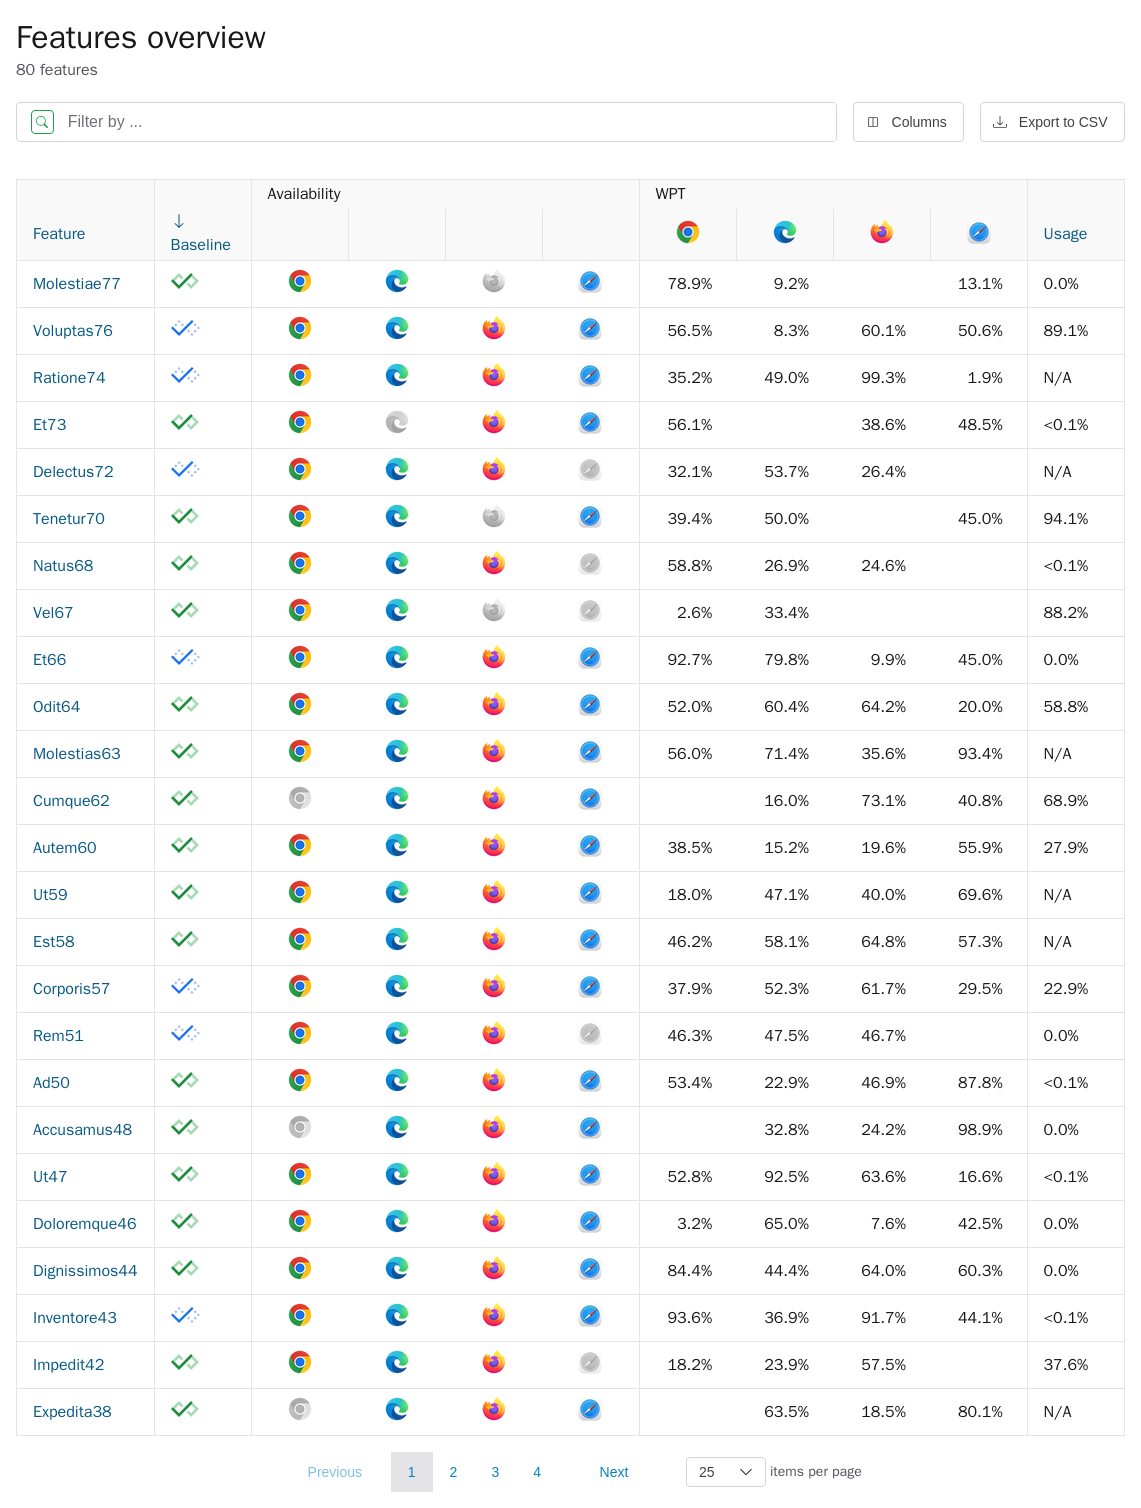 Features overview
80 features
Filter by ...
Columns
Export to CSV
Availability WPT
Feature Baseline Usage
Molestiae77 78.9% 9.2% 13.1% 0.0%
Voluptas76 56.5% 8.3% 60.1% 50.6% 89.1%
Ratione74 35.2% 49.0% 99.3% 1.9% N/A
Et73 56.1% 38.6% 48.5% <0.1%
Delectus72 32.1% 53.7% 26.4% N/A
Tenetur70 39.4% 50.0% 45.0% 94.1%
Natus68 58.8% 26.9% 24.6% <0.1%
Vel67 2.6% 33.4% 88.2%
Et66 92.7% 79.8% 9.9% 45.0% 0.0%
Odit64 52.0% 60.4% 64.2% 20.0% 58.8%
Molestias63 56.0% 71.4% 35.6% 93.4% N/A
Cumque62 16.0% 73.1% 40.8% 68.9%
Autem60 38.5% 15.2% 19.6% 55.9% 27.9%
Ut59 18.0% 47.1% 40.0% 69.6% N/A
Est58 46.2% 58.1% 64.8% 57.3% N/A
Corporis57 37.9% 52.3% 61.7% 29.5% 22.9%
Rem51 46.3% 47.5% 46.7% 0.0%
Ad50 53.4% 22.9% 46.9% 87.8% <0.1%
Accusamus48 32.8% 24.2% 98.9% 0.0%
Ut47 52.8% 92.5% 63.6% 16.6% <0.1%
Doloremque46 3.2% 65.0% 7.6% 42.5% 0.0%
Dignissimos44 84.4% 44.4% 64.0% 60.3% 0.0%
Inventore43 93.6% 36.9% 91.7% 44.1% <0.1%
Impedit42 18.2% 23.9% 57.5% 37.6%
Expedita38 63.5% 18.5% 80.1% N/A
Previous 1 2 3 4 Next 25 items per page